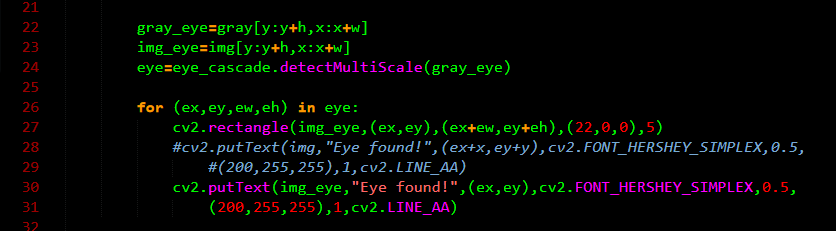 21
22 gray_eye=gray[y:y+h,x:x+w]
23 img_eye=img[y:y+h,x:x+w]
24 eye=eye_cascade.detectMultiScale(gray_eye)
25
26 for (ex,ey,ew,eh) in eye:
27 cv2.rectangle(img_eye,(ex,ey),(ex+ew,ey+eh),(22,0,0),5)
28 #cv2.putText(img,"Eye found!",(ex+x,ey+y),cv2.FONT_HERSHEY_SIMPLEX,0.5,
29 #(200,255,255),1,cv2.LINE_AA)
30 cv2.putText(img_eye,"Eye found!",(ex,ey),cv2.FONT_HERSHEY_SIMPLEX,0.5,
31 (200,255,255),1,cv2.LINE_AA)
32